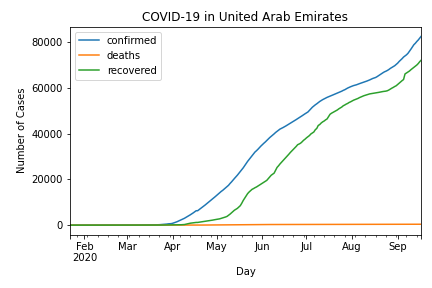 COVID-19 in United Arab Emirates
confirmed
deaths
recovered
80000
60000
40000
20000
0
Number of Cases
Feb Mar Apr May Jun Jul Aug Sep
2020
Day